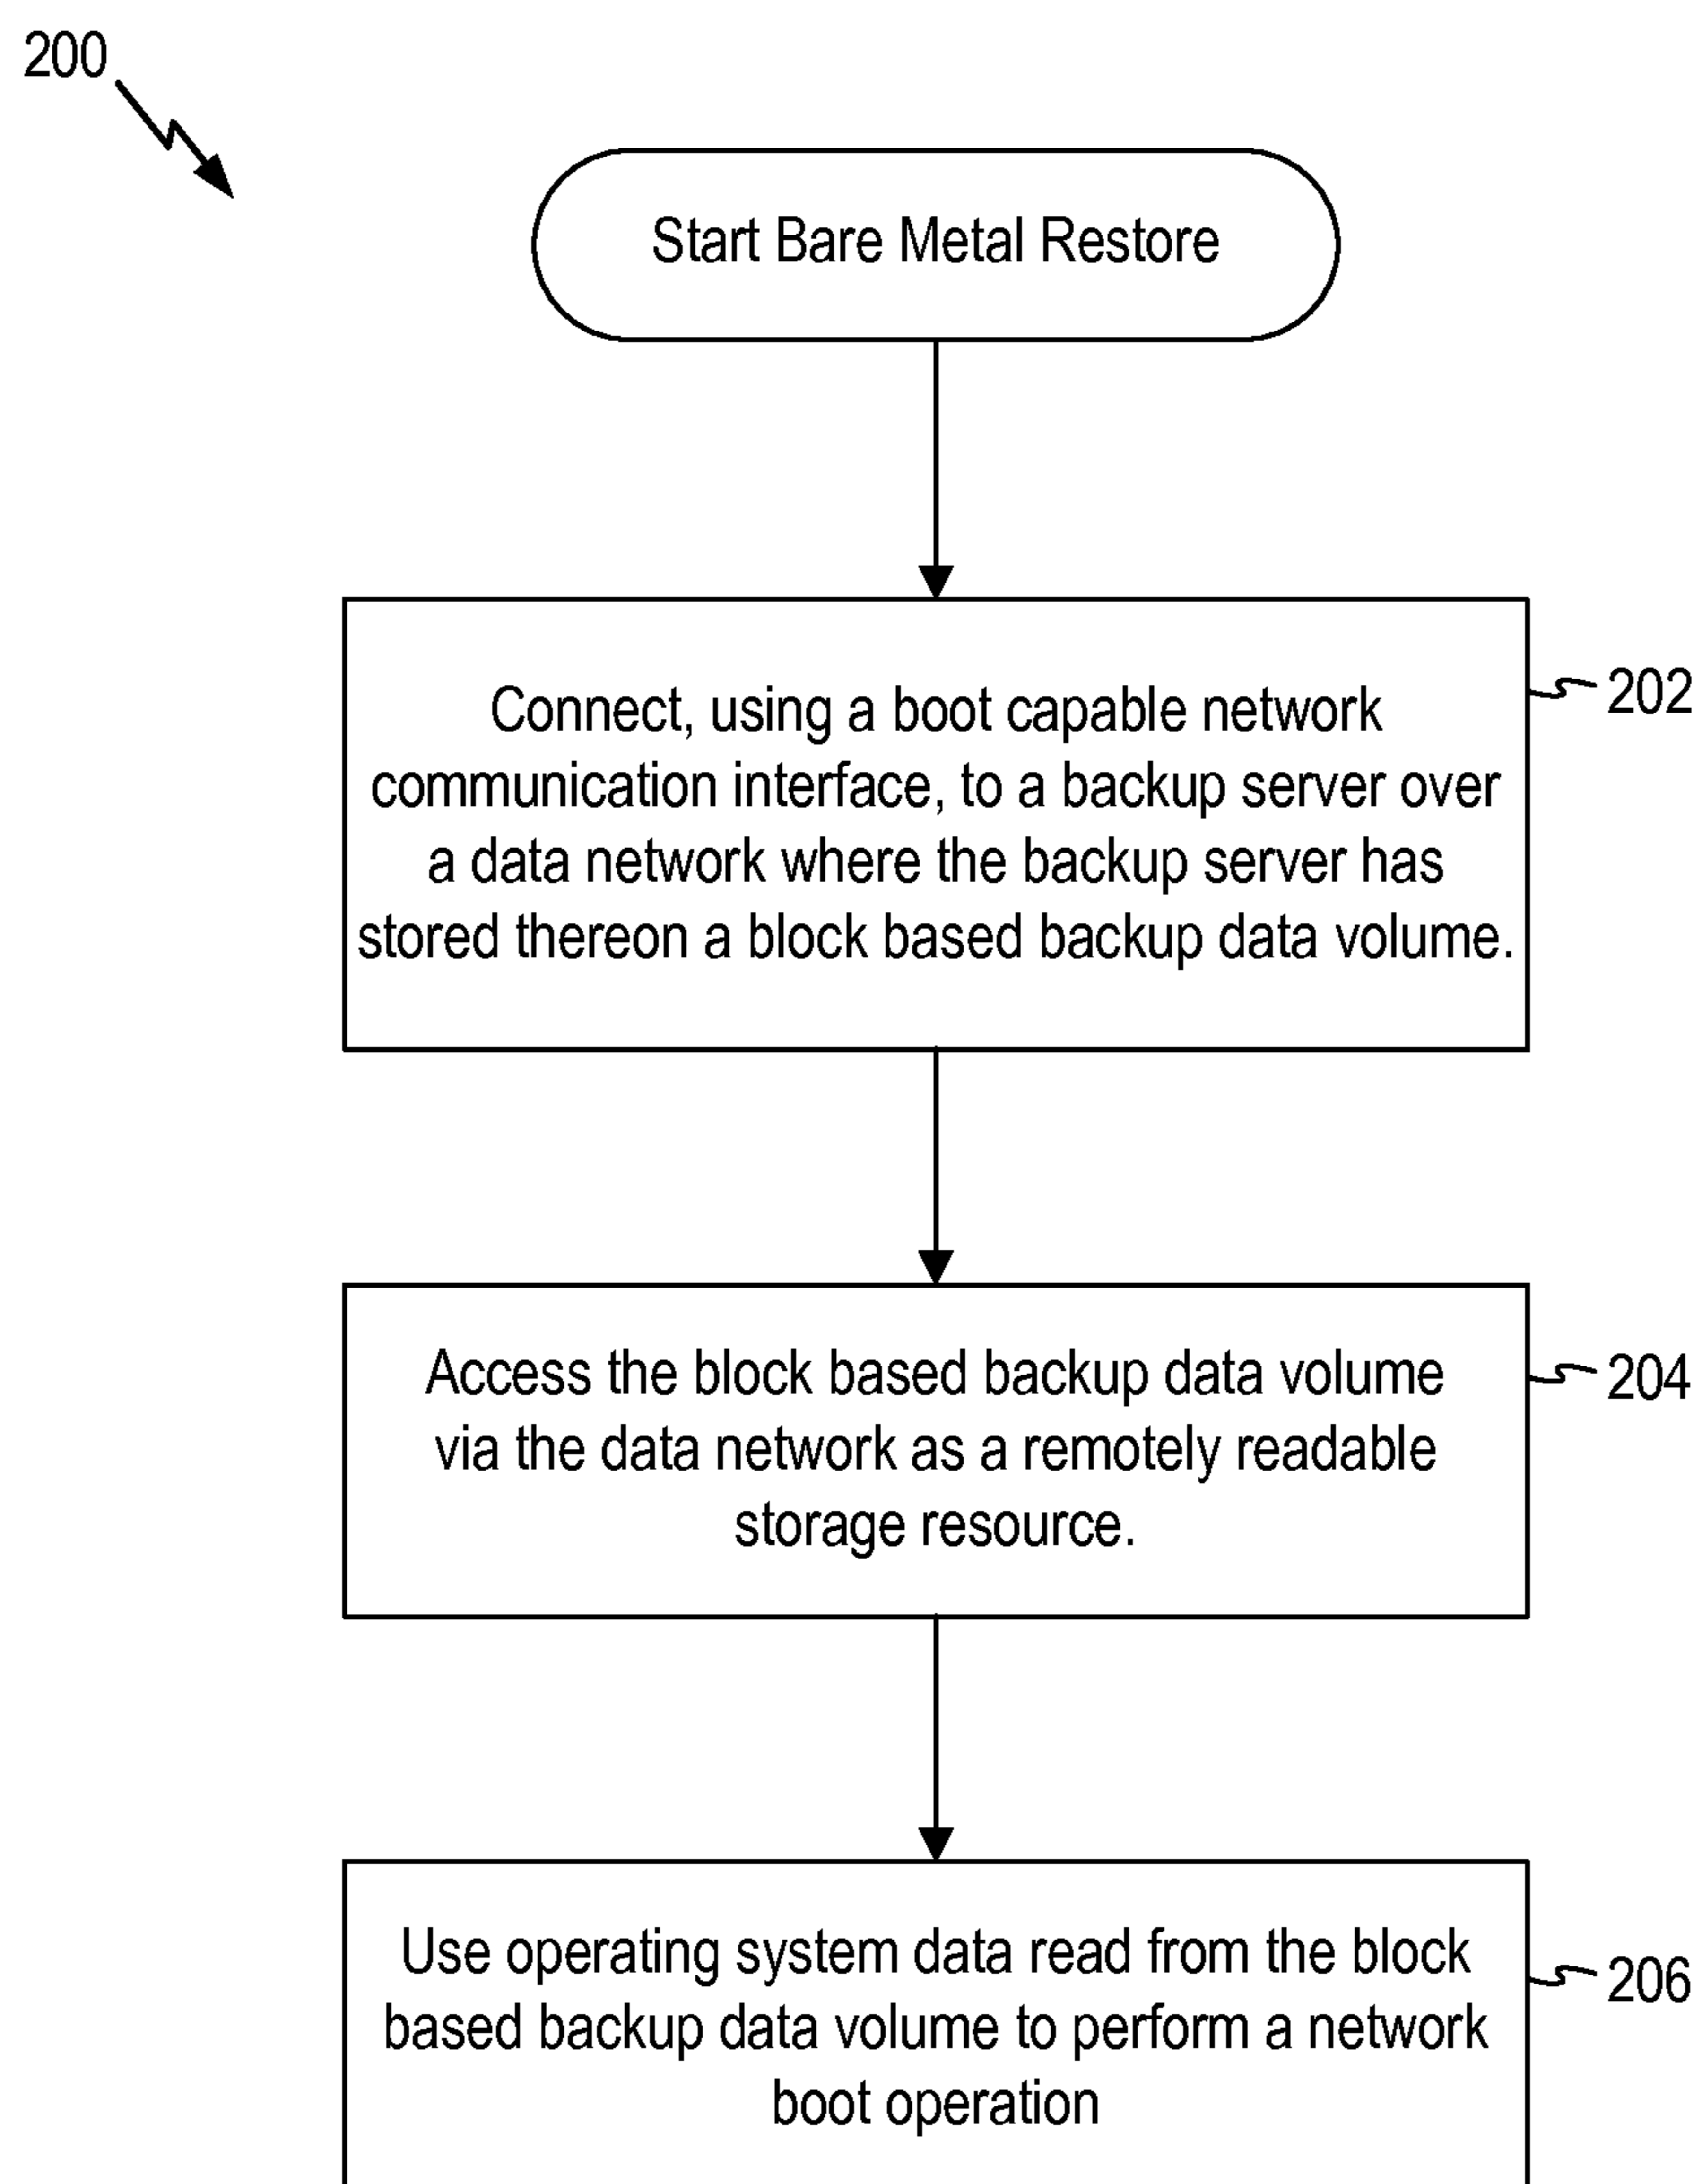 200
Start Bare Metal Restore
Connect, using a boot capable network
communication interface, to a backup server over
a data network where the backup server has
stored thereon a block based backup data volume.
202
Access the block based backup data volume
via the data network as a remotely readable
storage resource.
204
Use operating system data read from the block
based backup data volume to perform a network
boot operation
206